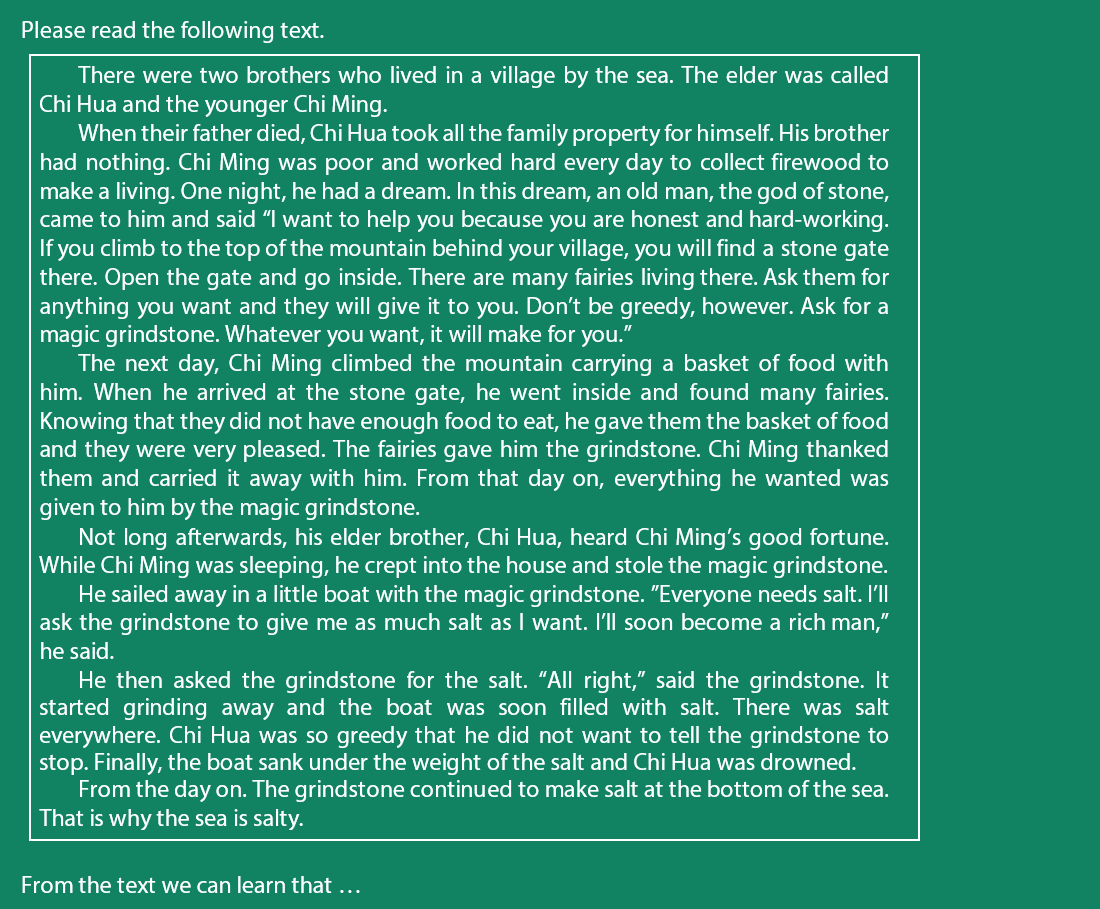 Please read the following text.
There were two brothers who lived in a village by the sea. The elder was called
Chi Hua and the younger Chi Ming.
When their father died, Chi Hua took all the family property for himself. His brother
had nothing. Chi Ming was poor and worked hard every day to collect firewood to
make a living. One night, he had a dream. In this dream, an old man, the god of stone,
came to him and said “I want to help you because you are honest and hard-working.
If you climb to the top of the mountain behind your village, you will find a stone gate
there. Open the gate and go inside. There are many fairies living there. Ask them for
anything you want and they will give it to you. Don’t be greedy, however. Ask for a
magic grindstone. Whatever you want, it will make for you.”
The next day, Chi Ming climbed the mountain carrying a basket of food with
him. When he arrived at the stone gate, he went inside and found many fairies.
Knowing that they did not have enough food to eat, he gave them the basket of food
and they were very pleased. The fairies gave him the grindstone. Chi Ming thanked
them and carried it away with him. From that day on, everything he wanted was
given to him by the magic grindstone.
Not long afterwards, his elder brother, Chi Hua, heard Chi Ming’s good fortune.
While Chi Ming was sleeping, he crept into the house and stole the magic grindstone.
He sailed away in a little boat with the magic grindstone. ”Everyone needs salt. I’ll
ask the grindstone to give me as much salt as I want. I’ll soon become a rich man,”
he said.
He then asked the grindstone for the salt. “All right,” said the grindstone. It
started grinding away and the boat was soon filled with salt. There was salt
everywhere. Chi Hua was so greedy that he did not want to tell the grindstone to
stop. Finally, the boat sank under the weight of the salt and Chi Hua was drowned.
From the day on. The grindstone continued to make salt at the bottom of the sea.
That is why the sea is salty.
From the text we can learn that …